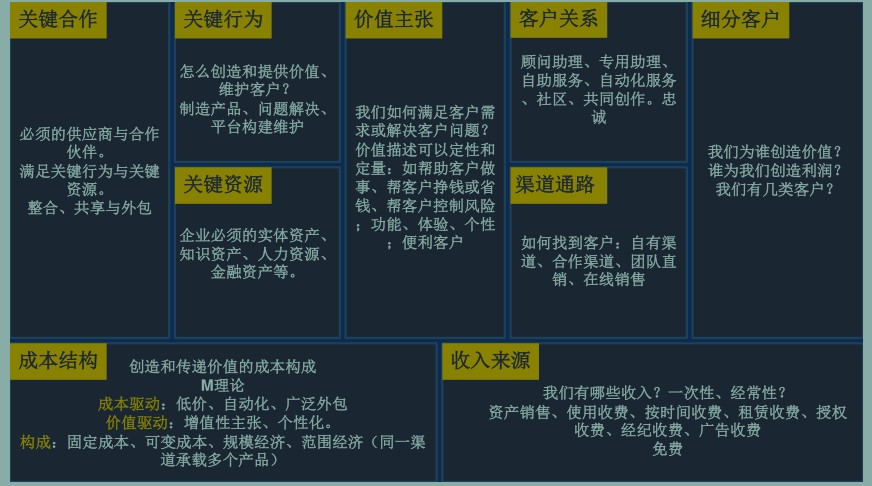 关键合作
必须的供应商与合作
伙伴。
满足关键行为与关键
资源。
整合、共享与外包
关键行为
怎么创造和提供价值、
维护客户？
制造产品、问题解决、
平台构建维护
关键资源
企业必须的实体资产、
知识资产、人力资源、
金融资产等。
价值主张
我们如何满足客户需
求或解决客户问题？
价值描述可以定性和
定量：如帮助客户做
事、帮客户挣钱或省
钱、帮客户控制风险
；功能、体验、个性
；便利客户
客户关系
顾问助理、专用助理、
自助服务、自动化服务
、社区、共同创作。忠
诚
渠道通路
如何找到客户：自有渠
道、合作渠道、团队直
销、在线销售
细分客户
我们为谁创造价值？
谁为我们创造利润？
我们有几类客户？
成本结构
创造和传递价值的成本构成
M理论
成本驱动：低价、自动化、广泛外包
价值驱动：增值性主张、个性化。
构成：固定成本、可变成本、规模经济、范围经济（同一渠
道承载多个产品）
收入来源
我们有哪些收入？一次性、经常性？
资产销售、使用收费、按时间收费、租赁收费、授权
收费、经纪收费、广告收费
免费